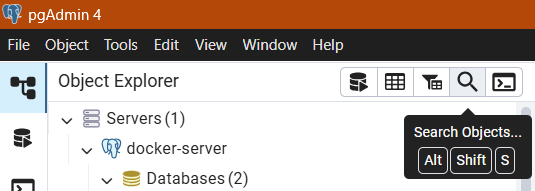 pgAdmin 4
File Object Tools Edit View Window Help
Object Explorer
Servers (1)
docker-server
Databases (2)
Search Objects...
Alt Shift S